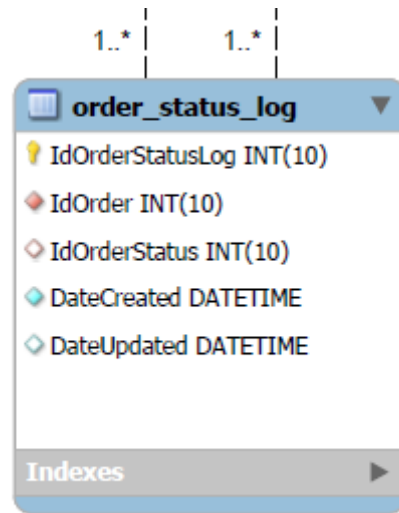 1..* 1..*
order_status_log
IdOrderStatusLog INT(10)
IdOrder INT(10)
IdOrderStatus INT(10)
DateCreated DATETIME
DateUpdated DATETIME
Indexes